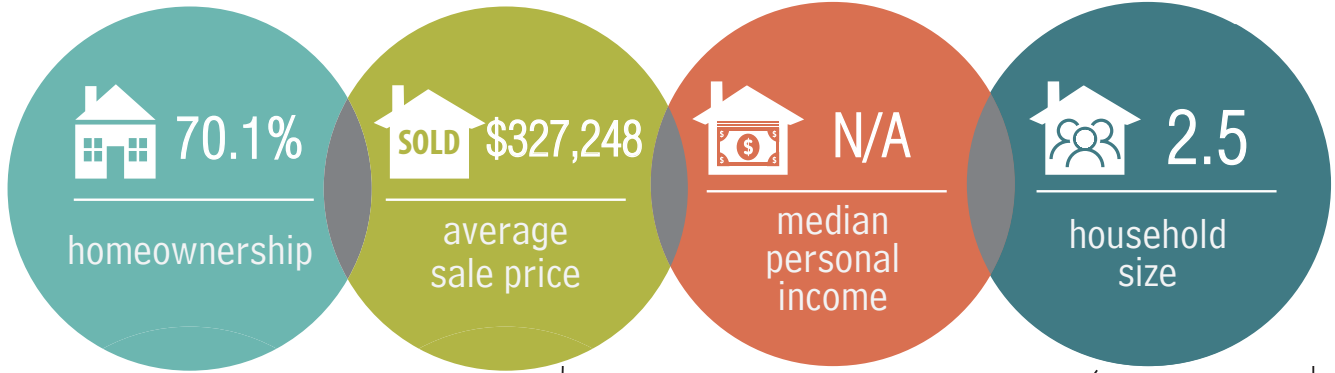 70.1%
homeownership
SOLD
$327,248
average
sale price
$
N/A
median
personal
income
2.5
household
size